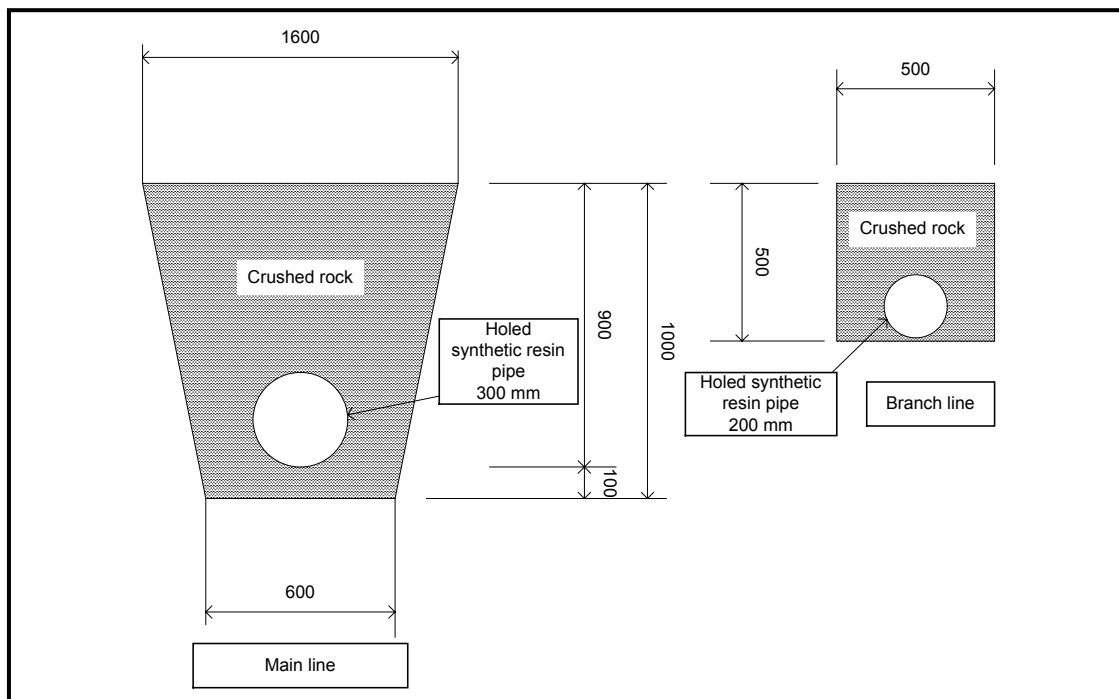 1600
500
Crushed rock
Crushed rock
500
900
1000
Holed
synthetic resin
pipe
300 mm
Holed synthetic
resin pipe
200 mm
Branch line
100
600
Main line